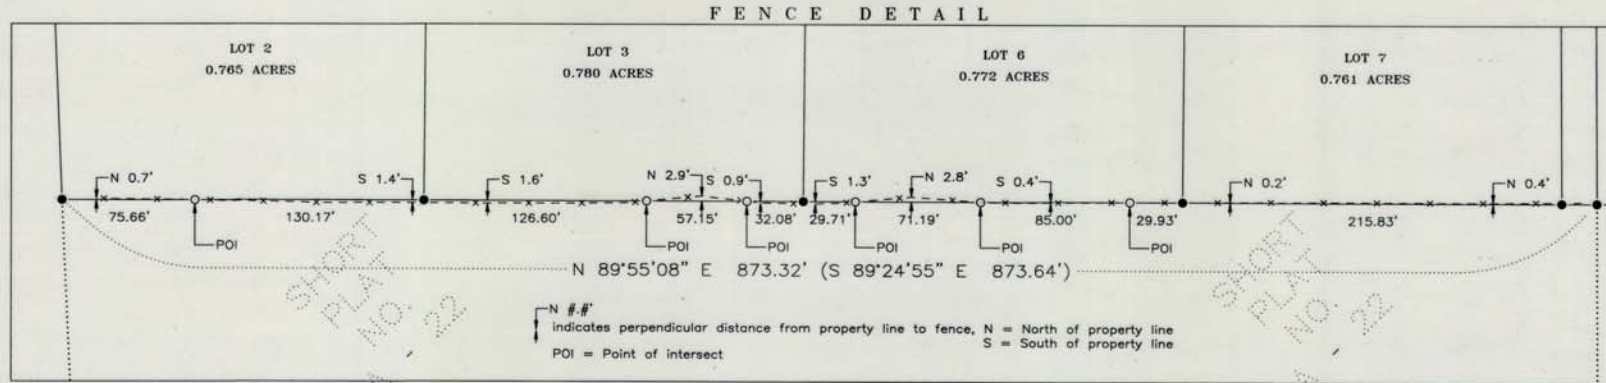 FENCE DETAIL
LOT 2
0.765 ACRES
LOT 3
0.780 ACRES
LOT 6
0.772 ACRES
LOT 7
0.761 ACRES
N 0.7'
S 1.4'
S 1.6'
N 2.9'
S 0.9'
S 1.3'
N 2.8'
S 0.4'
N 0.2'
N 0.4'
75.66'
130.17'
126.60'
57.15'
32.08'
29.71'
71.19'
85.00'
29.93'
215.83'
POI
POI
POI
POI
POI
POI
N 89°55'08" E 873.32' (S 89°24'55" E 873.64')
SHORT
PLAT
NO.
22
SHORT
PLAT
NO.
22
N #.#'
indicates perpendicular distance from property line to fence, N = North of property line
S = South of property line
POI = Point of intersect